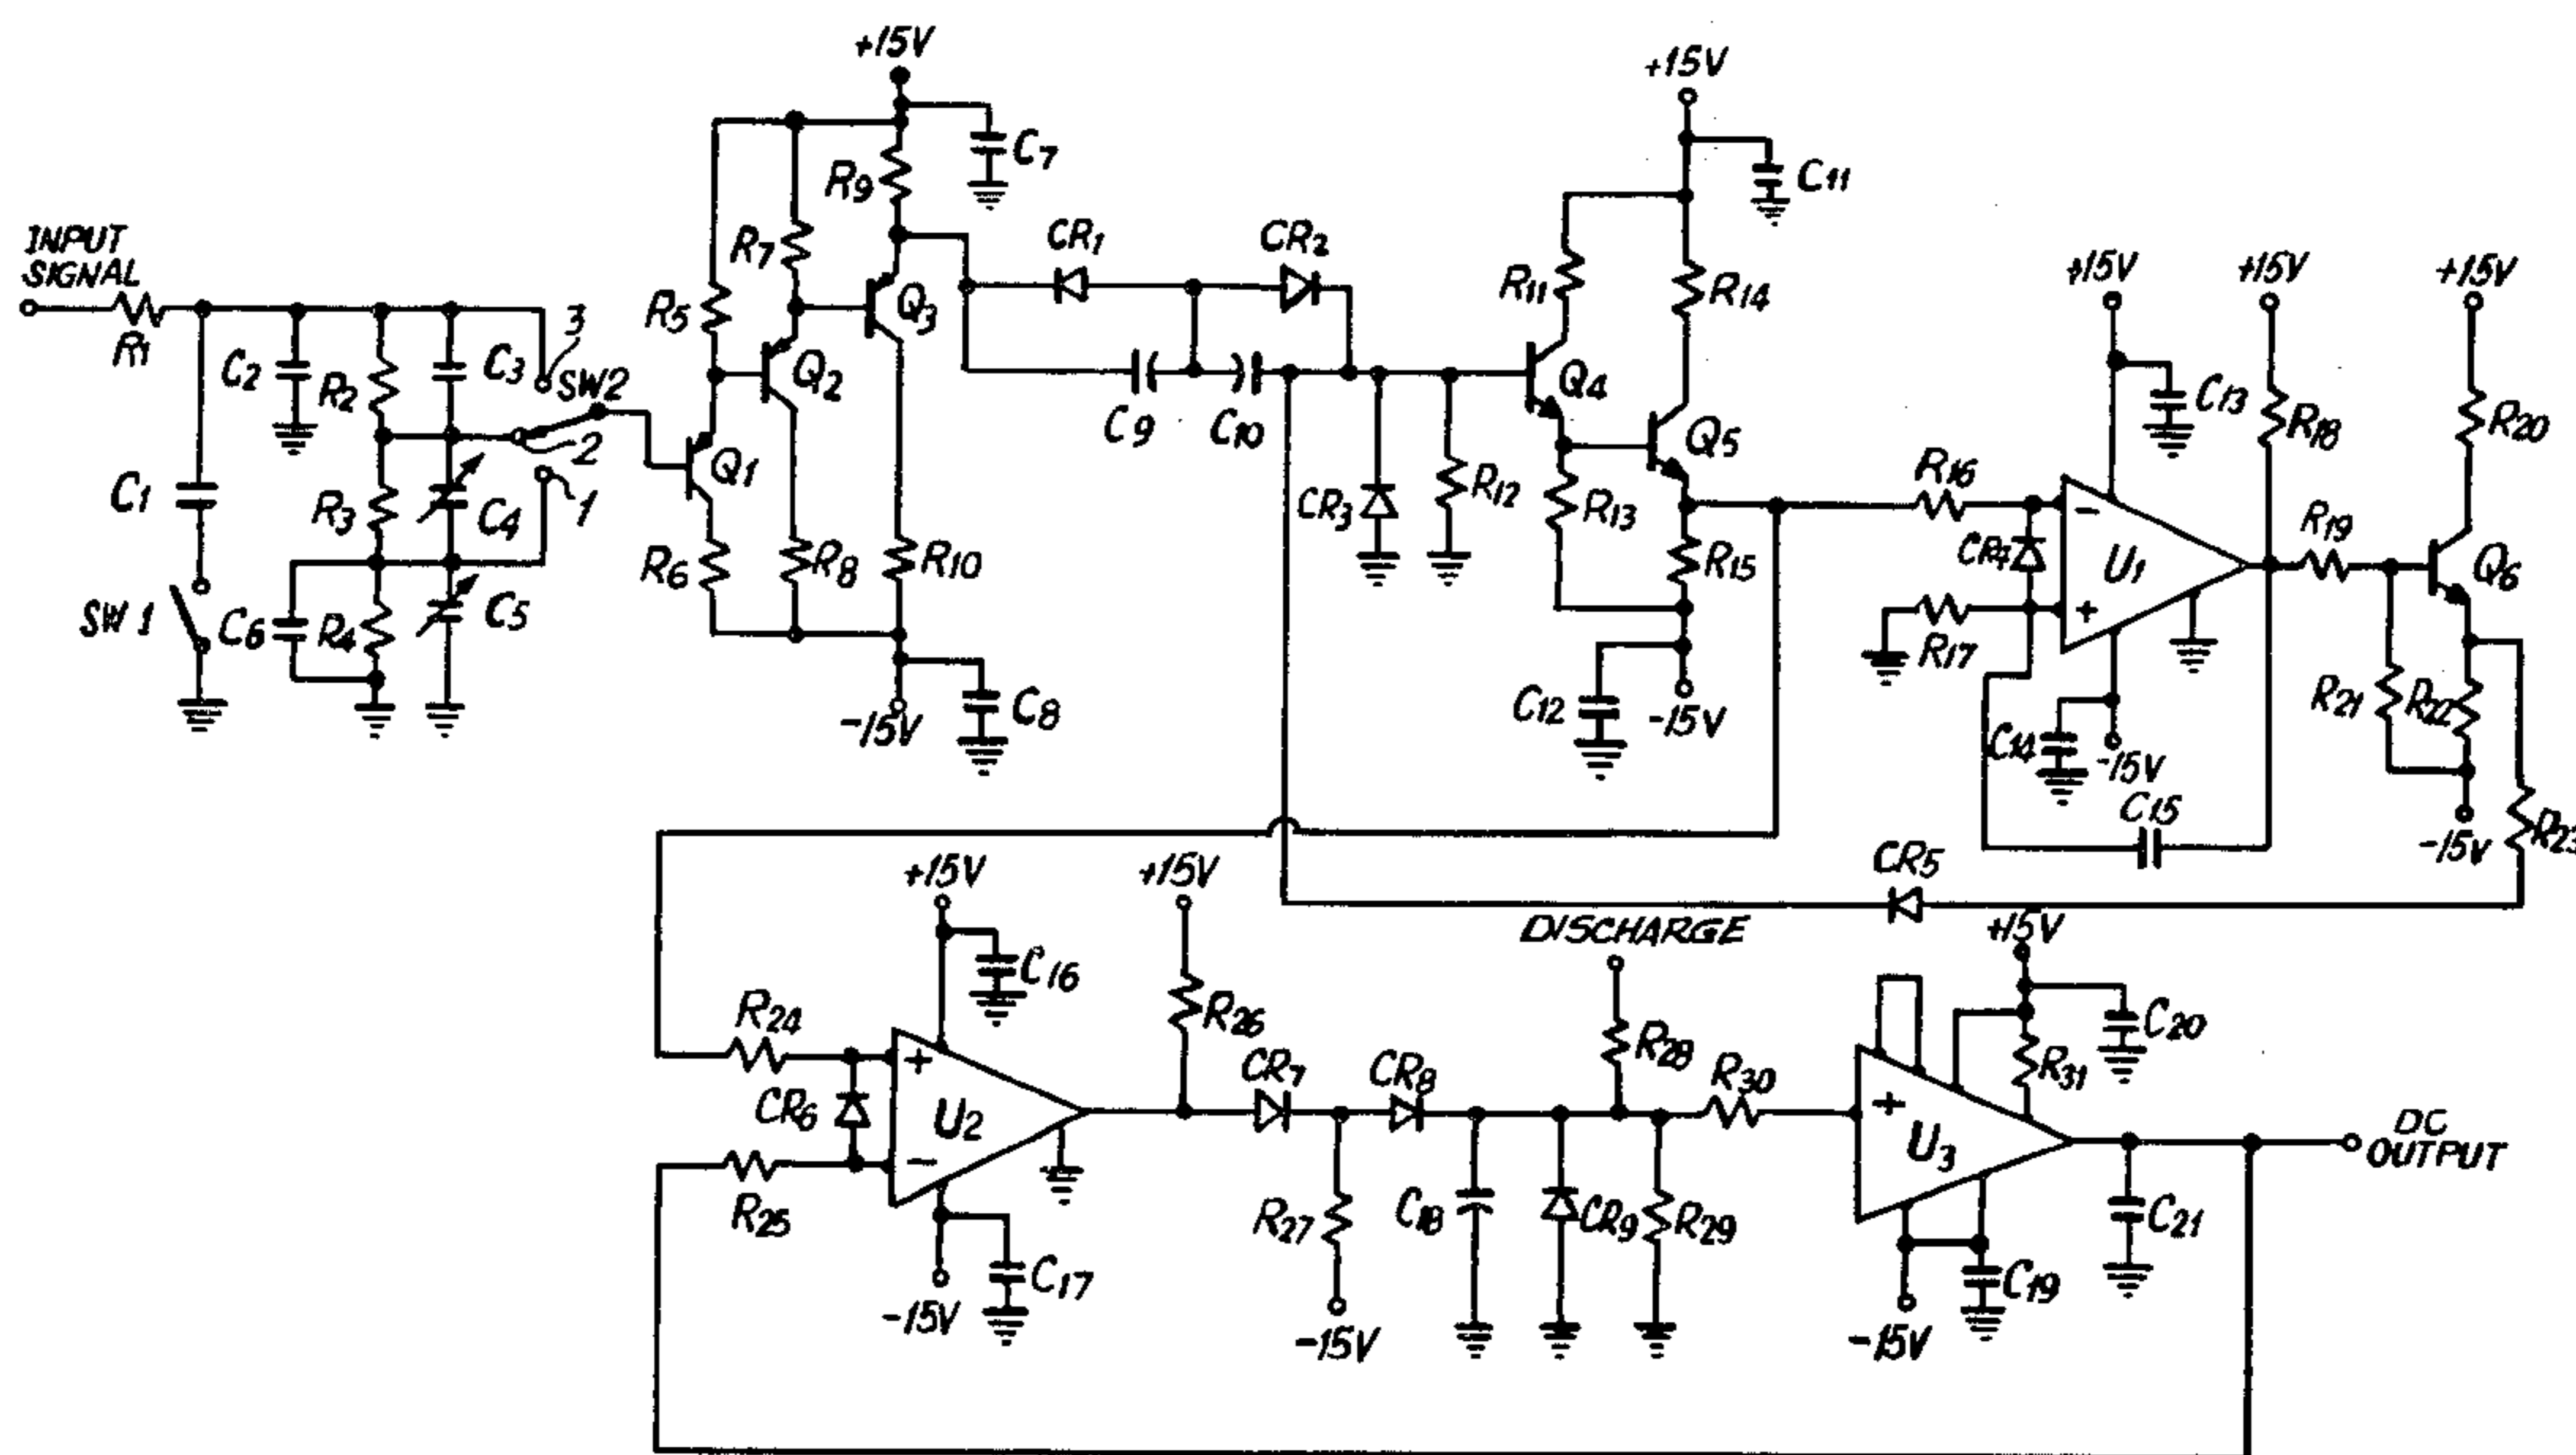 +15V
+15V
INPUT
SIGNAL
R1
C1
SW 1
C2
R2
C3
3
SW2
2
1
R3
C4
C6
R4
C5
R5
R7
R9
C7
Q1
Q2
Q3
R6
R8
R10
-15V
C8
CR1
CR2
C9
C10
CR3
R12
R11
R14
C11
Q4
Q5
R13
R15
C12
-15V
+15V
+15V
+15V
C13
R18
R20
R16
CR4
-
+
U1
R17
R19
Q6
C14
-15V
R21
R22
C15
-15V
R23
CR5
+15V
+15V
DISCHARGE
+15V
C16
R24
R26
CR6
+
-
U2
R25
C17
-15V
CR7
CR8
R28
R30
R27
-15V
C18
CR9
R29
+
U3
R31
C20
C19
-15V
C21
DC
OUTPUT